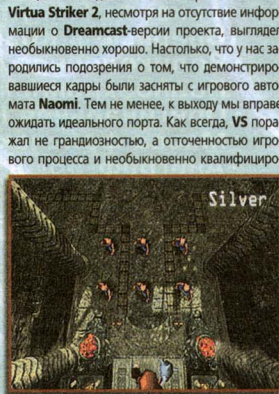 Virtua Striker 2, несмотря на отсутствие инфор
мации о Dreamcast-версии проекта, выглядел
необыкновенно хорошо. Настолько, что у нас за
родились подозрения о том, что демонстриро
вавшиеся кадры были засняты с игрового авто
мата Naomi. Тем не менее, к выходу мы вправе
ожидать идеального порта. Как всегда, VS пора
жал не грандиозностью, а отточенностью игро
вого процесса и необыкновенно квалифициро
Silver